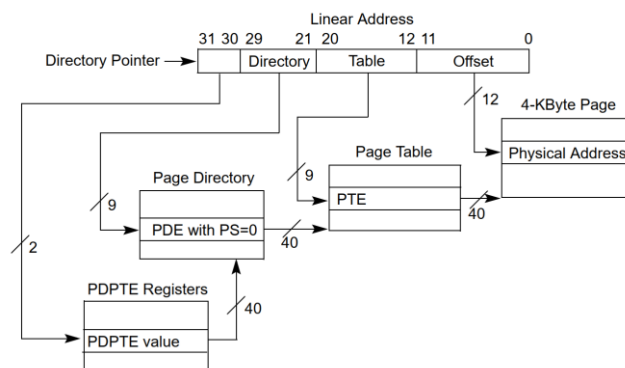 Linear Address
31 30 29 21 20 12 11 0
Directory Pointer
Directory Table Offset
12
4-KByte Page
Physical Address
Page Table
9
PTE
40
Page Directory
9
PDE with PS=0
40
2
PDPTE Registers
40
PDPTE value